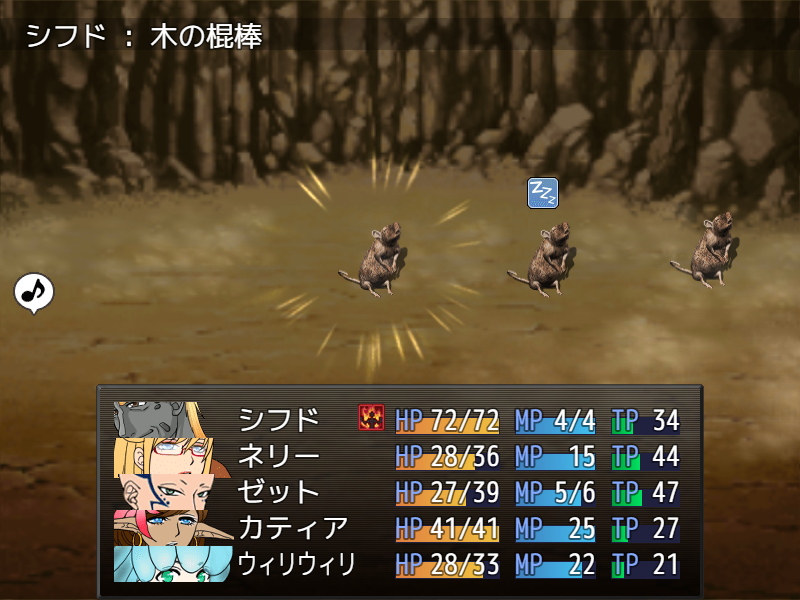 シフド : 木の棍棒
zzz
シフド HP 72/72 MP 4/4 TP 34
ネリー HP 28/36 MP 15 TP 44
ゼット HP 27/39 MP 5/6 TP 47
カティア HP 41/41 MP 25 TP 27
ウィリウィリ HP 28/33 MP 22 TP 21